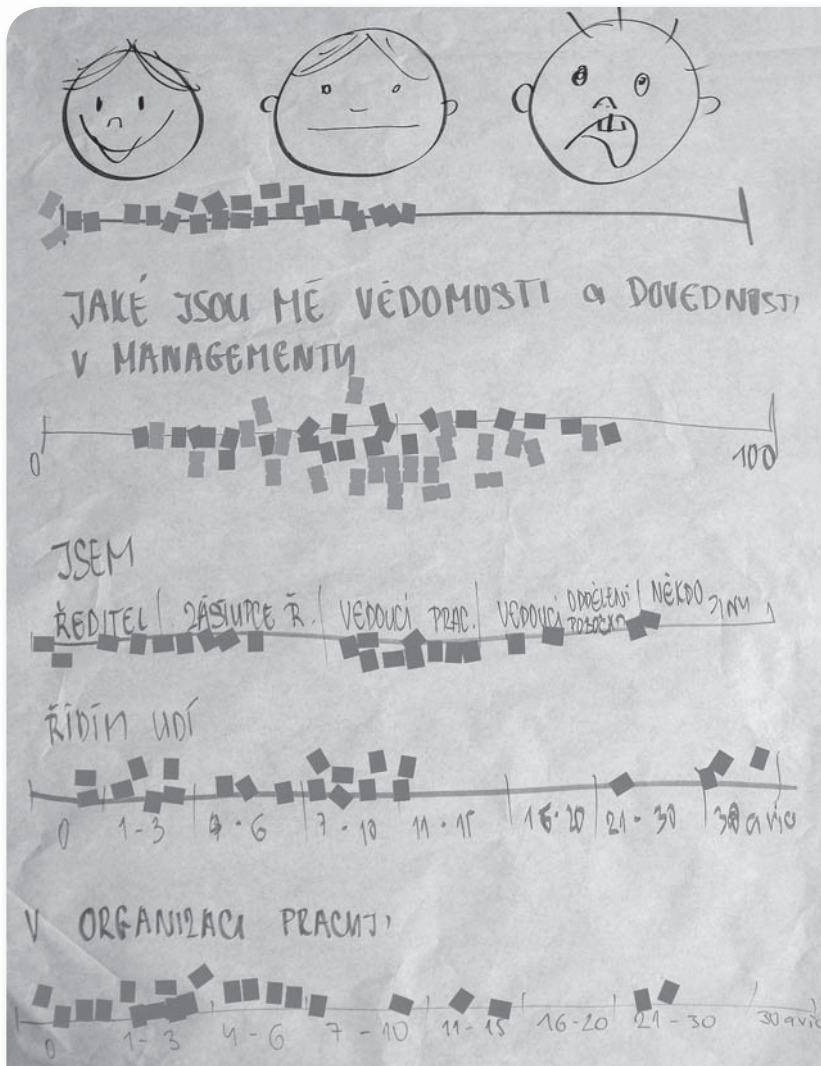 JAKÉ JSOU MÉ VĚDOMOSTI a DOVEDNOSTI
V MANAGEMENTU
0 100
JSEM
ŘEDITEL ZÁSTUPCE Ř. VEDOUCÍ PRAC. VEDOUCÍ ODDĚLENÍ NĚKDO JINÝ
ŘÍDÍM LIDÍ
0 1-3 4-6 7-10 11-15 16-20 21-30 30 a víc
V ORGANIZACI PRACUJI
0 1-3 4-6 7-10 11-15 16-20 21-30 30 a víc